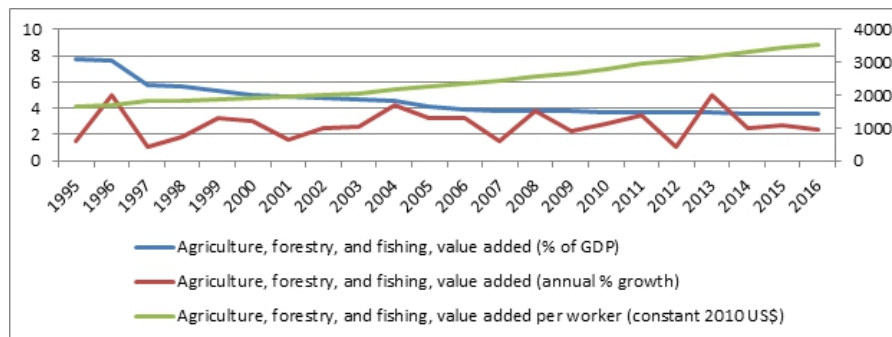 10
8
6
4
2
0
4000
3000
2000
1000
0
1995 1996 1997 1998 1999 2000 2001 2002 2003 2004 2005 2006 2007 2008 2009 2010 2011 2012 2013 2014 2015 2016
Agriculture, forestry, and fishing, value added (% of GDP)
Agriculture, forestry, and fishing, value added (annual % growth)
Agriculture, forestry, and fishing, value added per worker (constant 2010 US$)